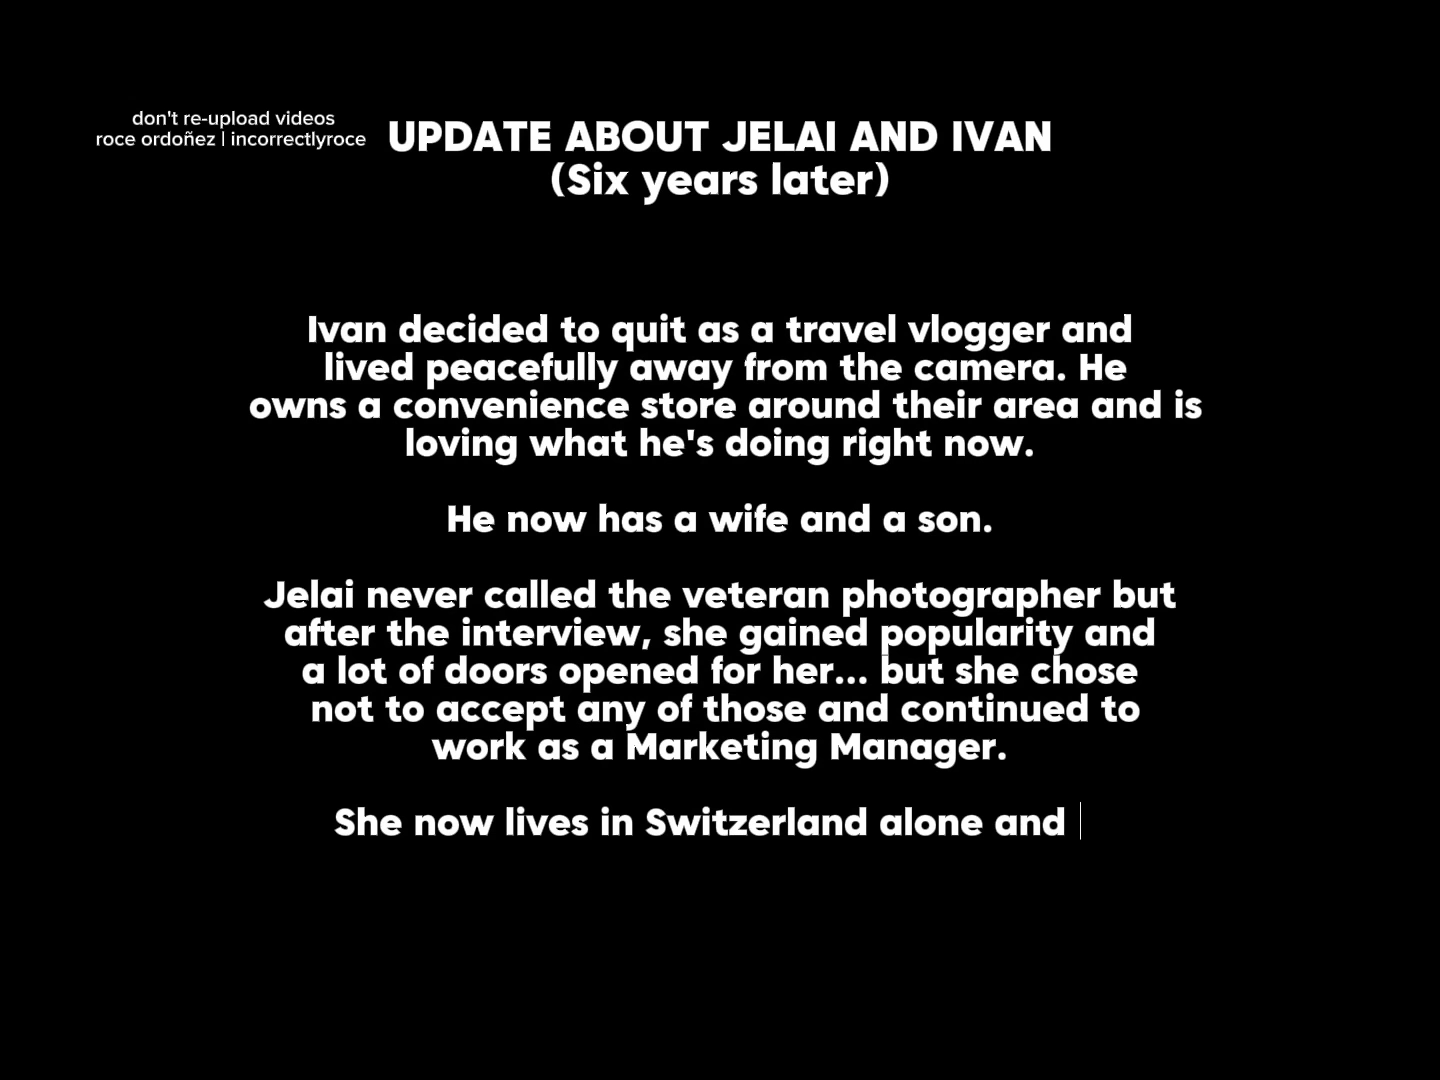 don't re-upload videos
roce ordoñez | incorrectlyroce
UPDATE ABOUT JELAI AND IVAN
(Six years later)
Ivan decided to quit as a travel vlogger and
lived peacefully away from the camera. He
owns a convenience store around their area and is
loving what he's doing right now.
He now has a wife and a son.
Jelai never called the veteran photographer but
after the interview, she gained popularity and
a lot of doors opened for her... but she chose
not to accept any of those and continued to
work as a Marketing Manager.
She now lives in Switzerland alone and